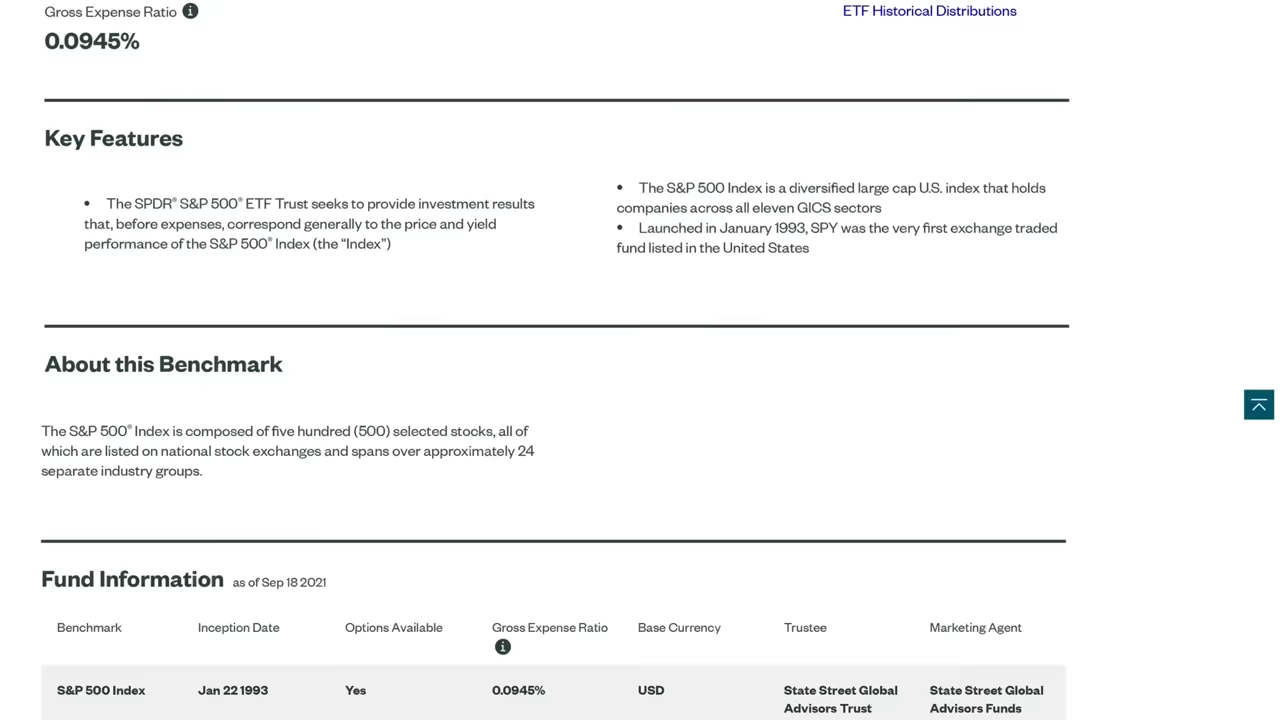 Gross Expense Ratio
ETF Historical Distributions
0.0945%
Key Features
• The SPDR® S&P 500® ETF Trust seeks to provide investment results
that, before expenses, correspond generally to the price and yield
performance of the S&P 500® Index (the “Index”)
• The S&P 500 Index is a diversified large cap U.S. index that holds
companies across all eleven GICS sectors
• Launched in January 1993, SPY was the very first exchange traded
fund listed in the United States
About this Benchmark
The S&P 500® Index is composed of five hundred (500) selected stocks, all of
which are listed on national stock exchanges and spans over approximately 24
separate industry groups.
Fund Information as of Sep 18 2021
Benchmark Inception Date Options Available Gross Expense Ratio Base Currency Trustee Marketing Agent
S&P 500 Index Jan 22 1993 Yes 0.0945% USD State Street Global State Street Global
Advisors Trust Advisors Funds